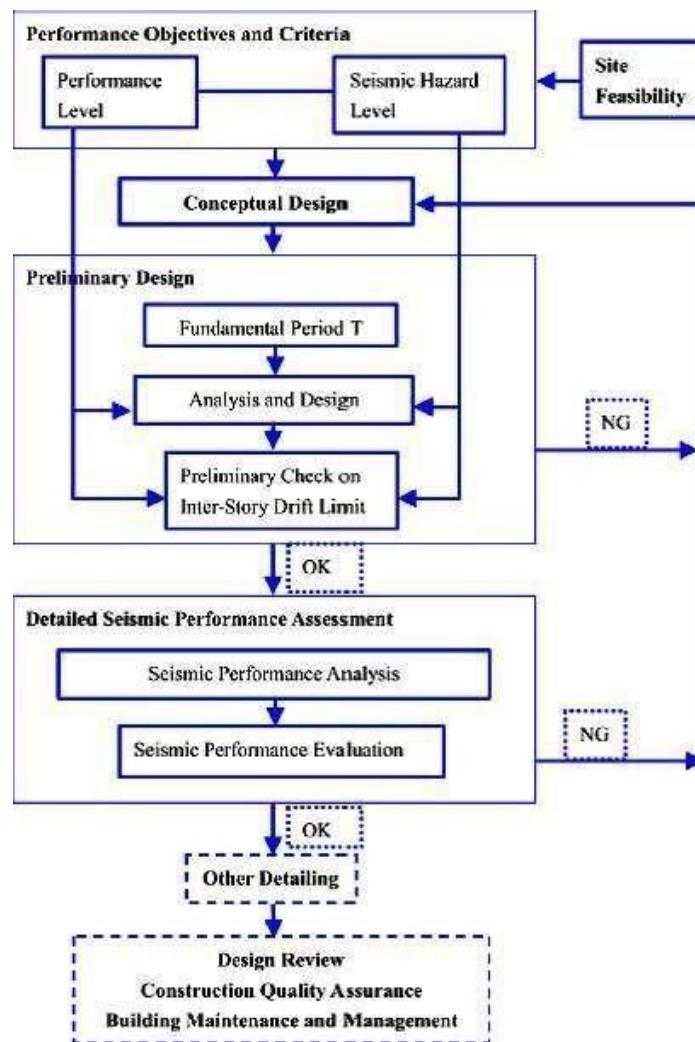 Performance Objectives and Criteria
Performance
Level
Seismic Hazard
Level
Site
Feasibility
Conceptual Design
Preliminary Design
Fundamental Period T
Analysis and Design
NG
Preliminary Check on
Inter-Story Drift Limit
OK
Detailed Seismic Performance Assessment
Seismic Performance Analysis
NG
Seismic Performance Evaluation
OK
Other Detailing
Design Review
Construction Quality Assurance
Building Maintenance and Management